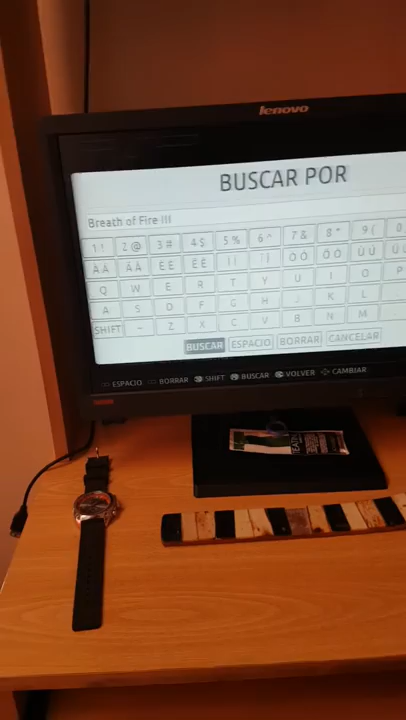 lenovo
BUSCAR POR
Breath of Fire III
1 ! 2 @ 3 # 4 $ 5 % 6 ^ 7 & 8 * 9 ( 0
Q W E R T Y U I O P
A S D F G H J K L
SHIFT - Z X C V B N M
BUSCAR ESPACIO BORRAR CANCELAR
ESPACIO BORRAR SHIFT BUSCAR VOLVER CAMBIAR